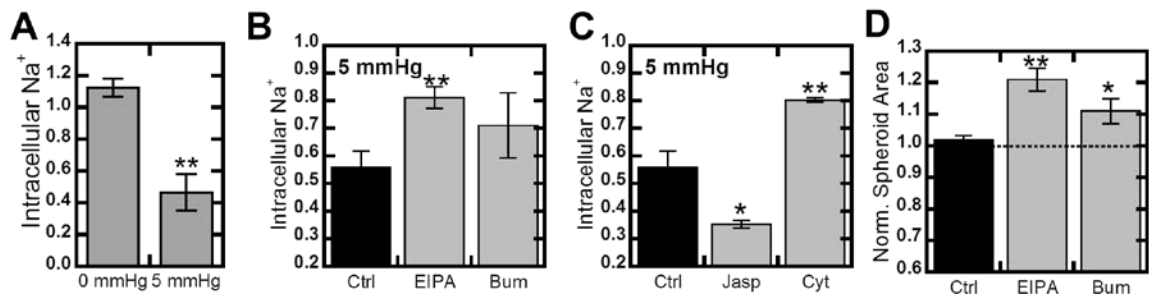 A
Intracellular Na+
1.4
1.2
1.0
0.8
0.6
0.4
0.2
0.0
**
0 mmHg 5 mmHg
B
Intracellular Na+
1.0
0.9
0.8
0.7
0.6
0.5
0.4
0.3
0.2
5 mmHg
**
Ctrl EIPA Bum
C
Intracellular Na+
1.0
0.9
0.8
0.7
0.6
0.5
0.4
0.3
0.2
5 mmHg
*
**
Ctrl Jasp Cyt
D
Norm. Spheroid Area
1.3
1.2
1.1
1.0
0.9
0.8
0.7
0.6
**
*
Ctrl EIPA Bum